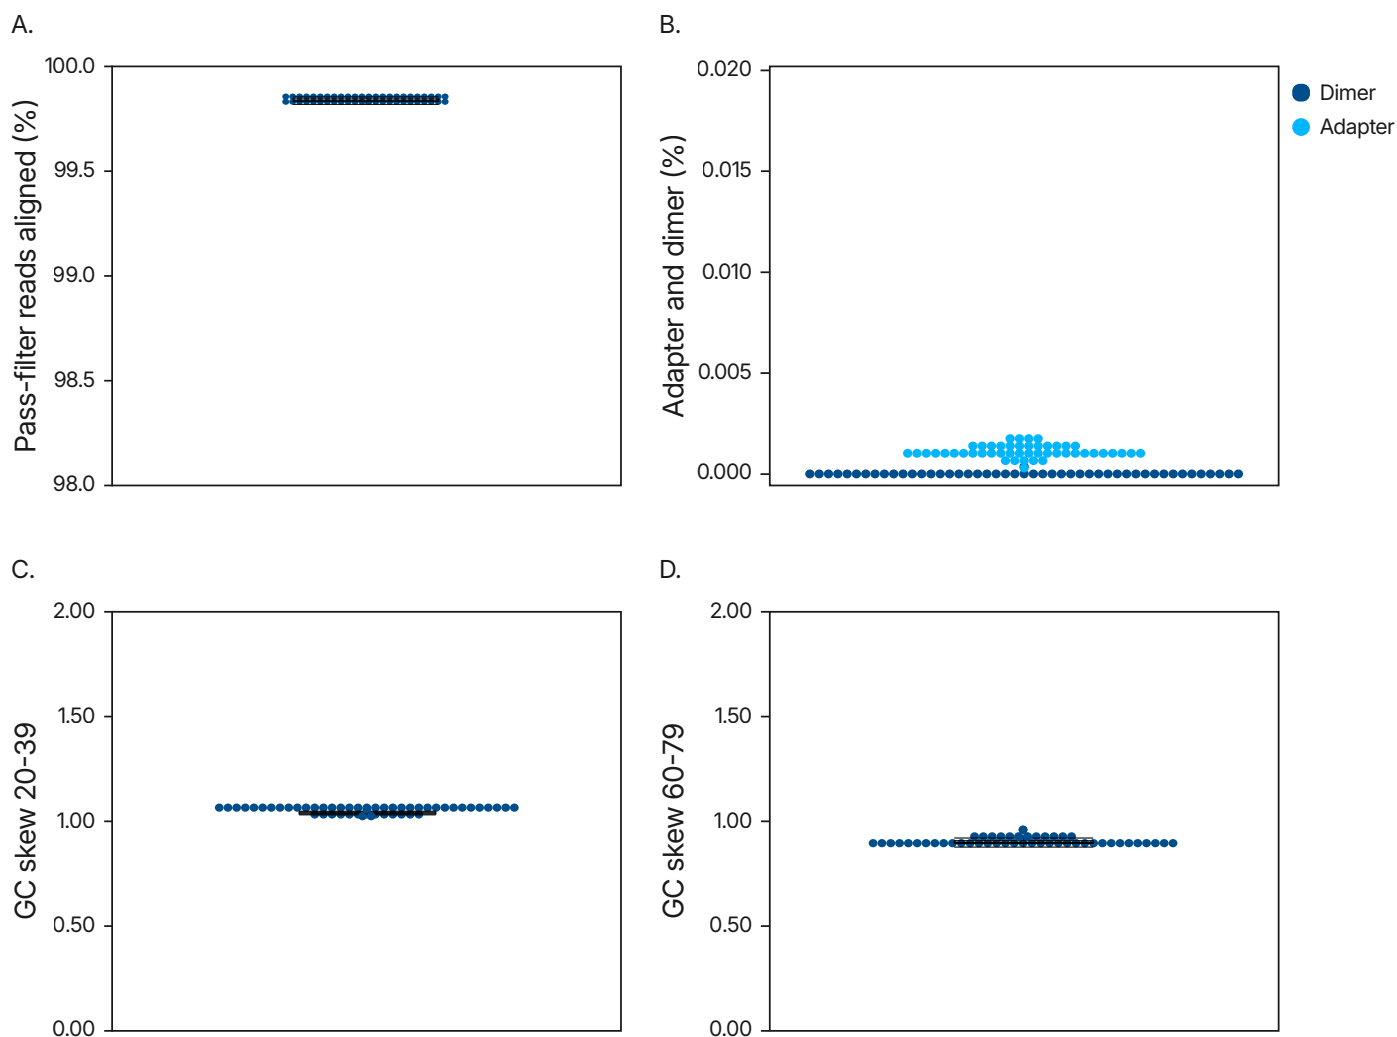 A.
Pass-filter reads aligned (%)
100.0
99.5
99.0
98.5
98.0
B.
Adapter and dimer (%)
0.020
0.015
0.010
0.005
0.000
Dimer
Adapter
C.
GC skew 20-39
2.00
1.50
1.00
0.50
0.00
D.
GC skew 60-79
2.00
1.50
1.00
0.50
0.00